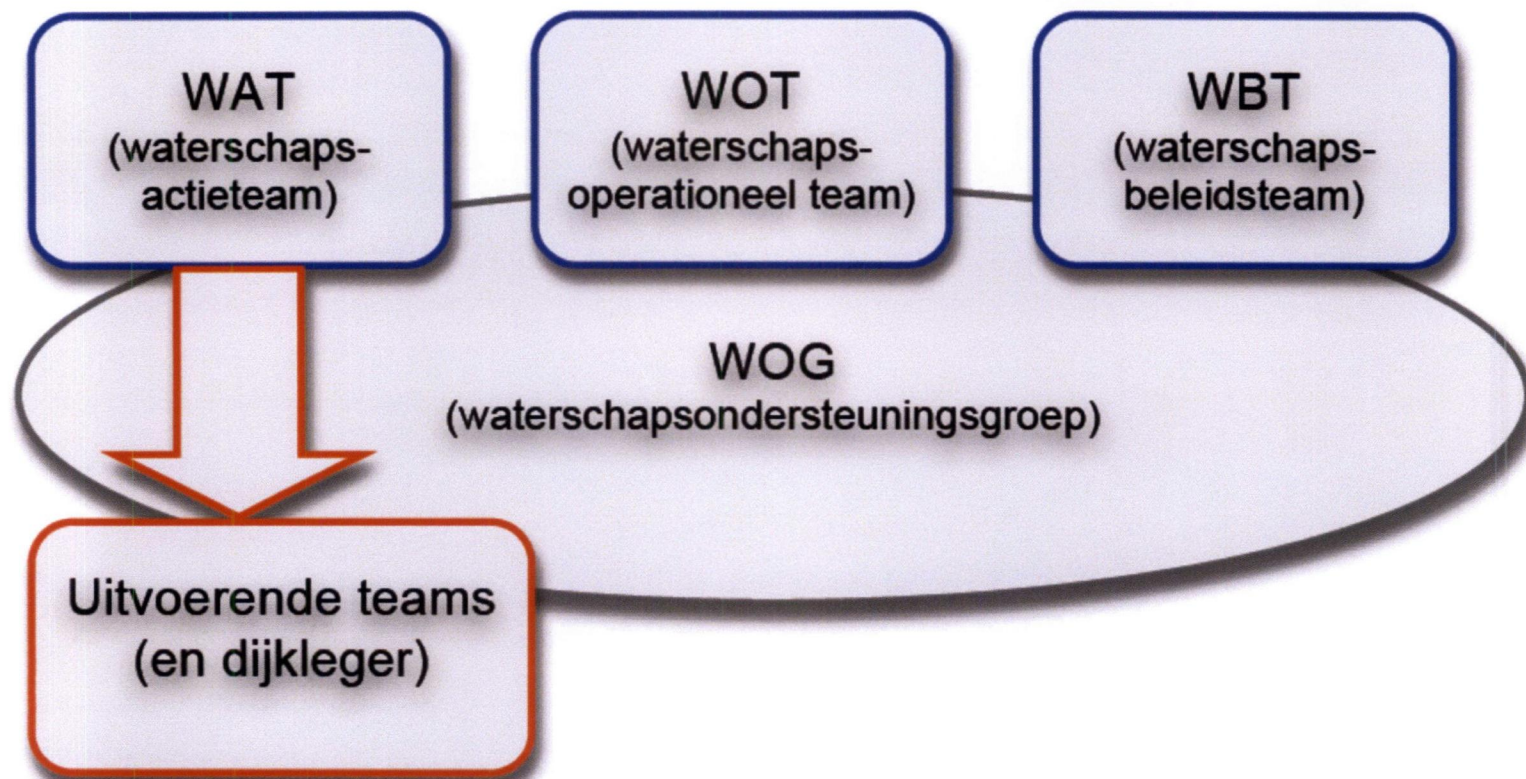 WAT
(waterschaps-
actieteam)
WOT
(waterschaps-
operationeel team)
WBT
(waterschaps-
beleidsteam)
WOG
(waterschapsondersteuningsgroep)
Uitvoerende teams
(en dijkleger)